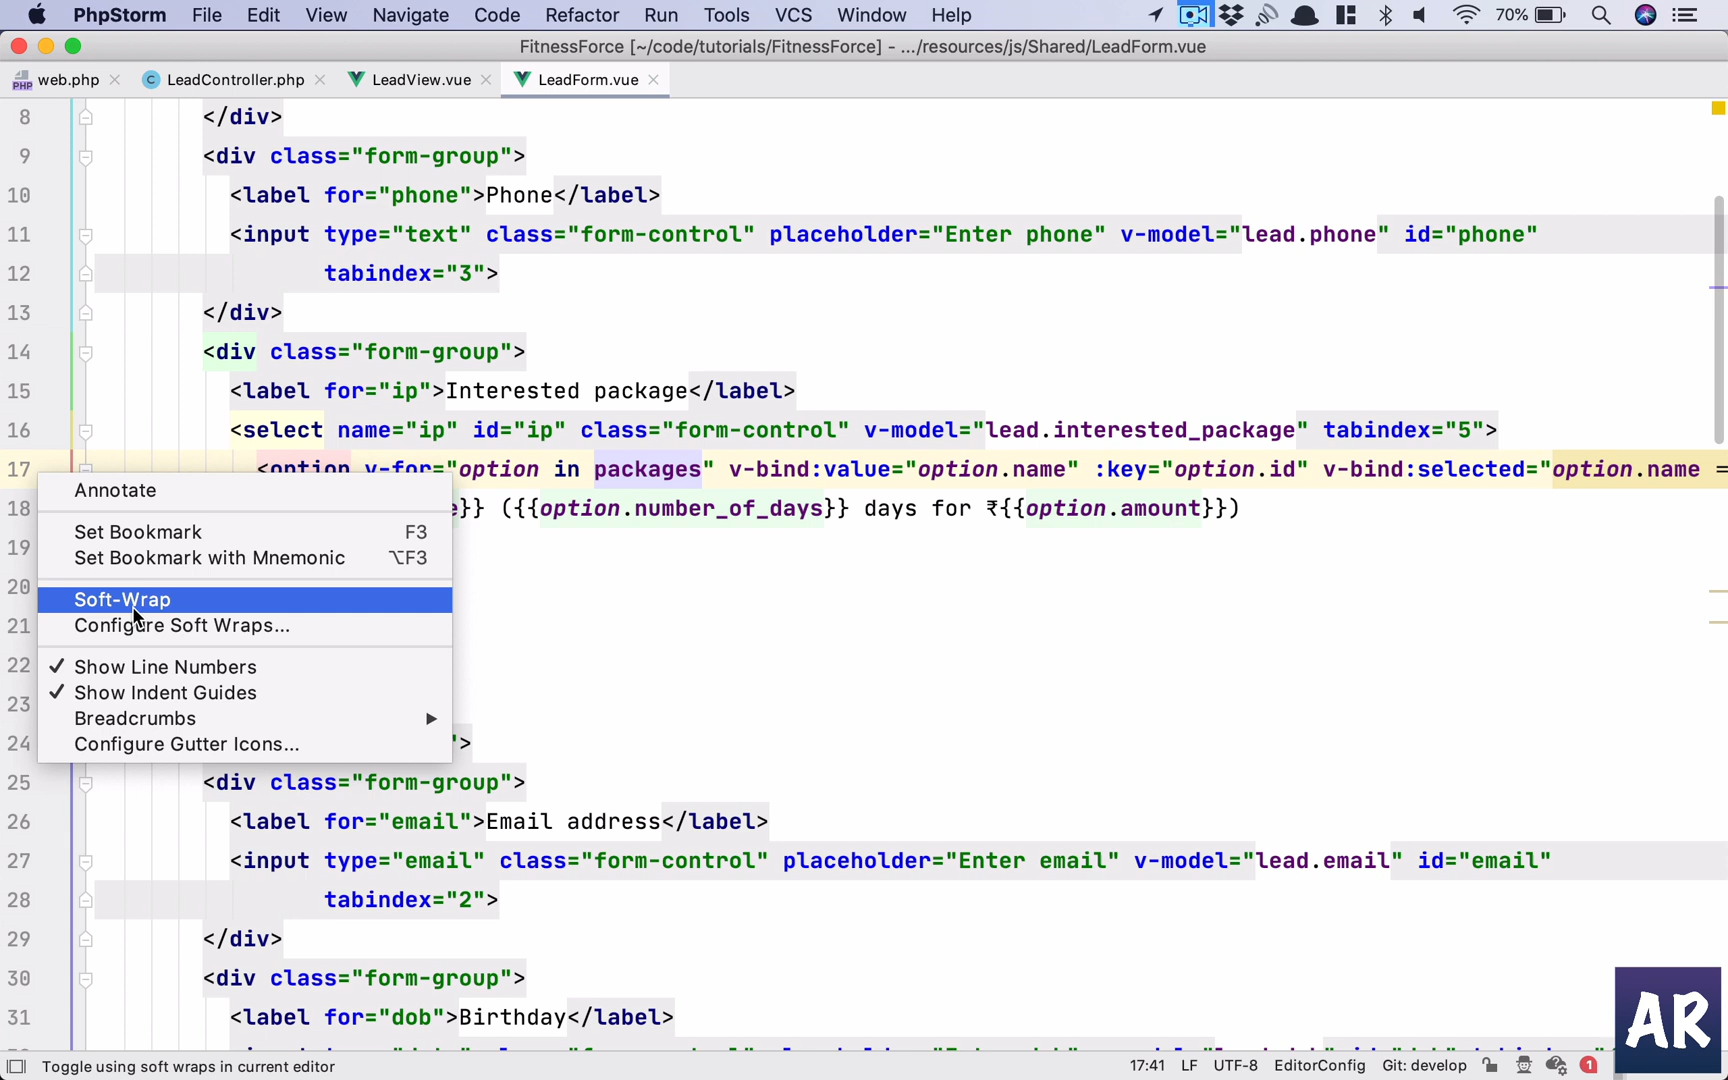 PhpStorm File Edit View Navigate Code Refactor Run Tools VCS Window Help 70%
FitnessForce [~/code/tutorials/FitnessForce] - .../resources/js/Shared/LeadForm.vue
PHP web.php C LeadController.php LeadView.vue LeadForm.vue
8 </div>
9 <div class="form-group">
10 <label for="phone">Phone</label>
11 <input type="text" class="form-control" placeholder="Enter phone" v-model="lead.phone" id="phone"
12 tabindex="3">
13 </div>
14 <div class="form-group">
15 <label for="ip">Interested package</label>
16 <select name="ip" id="ip" class="form-control" v-model="lead.interested_package" tabindex="5">
17 <option v-for="option in packages" v-bind:value="option.name" :key="option.id" v-bind:selected="option.name =
Annotate
18 e}} ({{option.number_of_days}} days for ₹{{option.amount}})
Set Bookmark F3
19
Set Bookmark with Mnemonic ⌥F3
20
Soft-Wrap
21 Configure Soft Wraps...
22 ✓ Show Line Numbers
✓ Show Indent Guides
23
Breadcrumbs
24 Configure Gutter Icons... ">
25 <div class="form-group">
26 <label for="email">Email address</label>
27 <input type="email" class="form-control" placeholder="Enter email" v-model="lead.email" id="email"
28 tabindex="2">
29 </div>
30 <div class="form-group">
31 <label for="dob">Birthday</label>
AR
Toggle using soft wraps in current editor 17:41 LF UTF-8 EditorConfig Git: develop 1